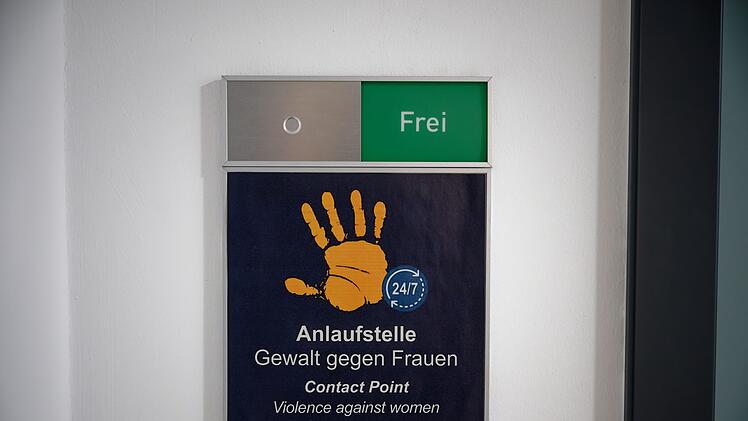 Frei
24/7
Anlaufstelle
Gewalt gegen Frauen
Contact Point
Violence against women